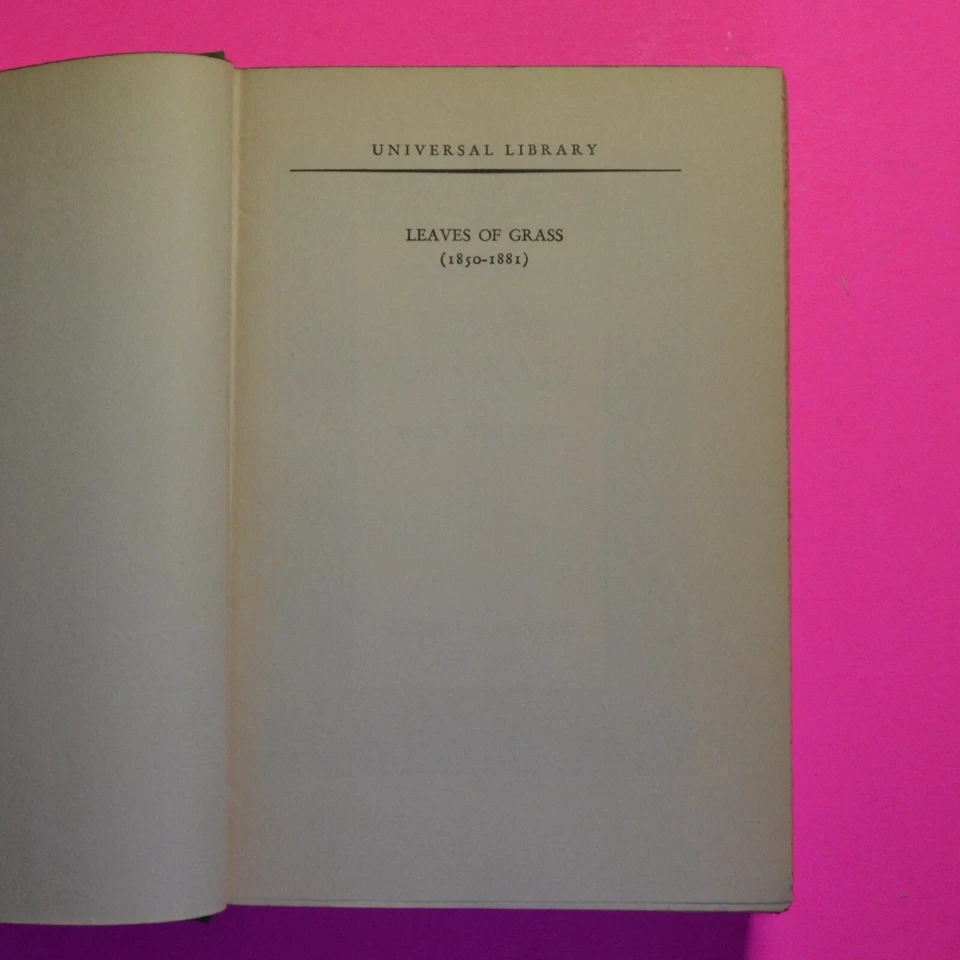 UNIVERSAL LIBRARY
LEAVES OF GRASS
(1850-1881)